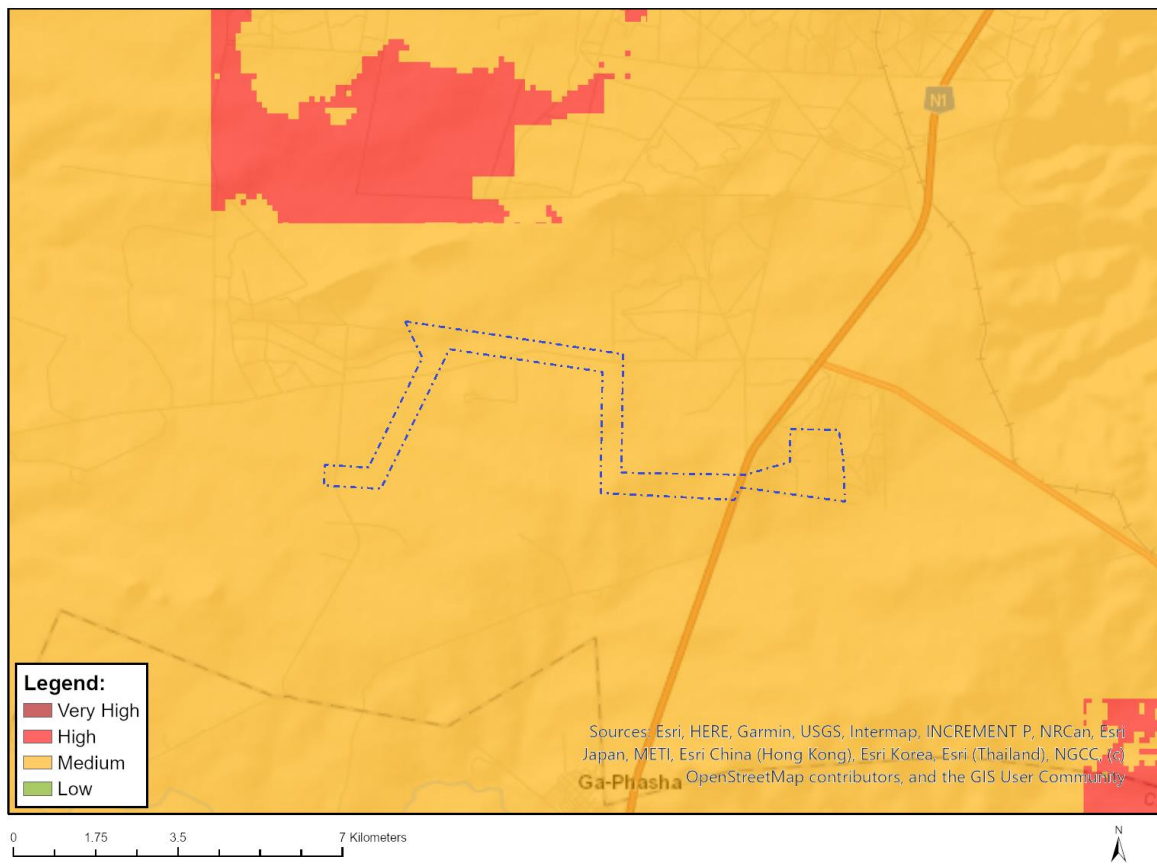 N1
Legend:
Very High
High
Medium
Low
Sources: Esri, HERE, Garmin, USGS, Intermap, INCREMENT P, NRCan, Esri
Japan, METI, Esri China (Hong Kong), Esri Korea, Esri (Thailand), NGCC, (c)
OpenStreetMap contributors, and the GIS User Community
Ga-Phasha
C
0 1.75 3.5 7 Kilometers
N